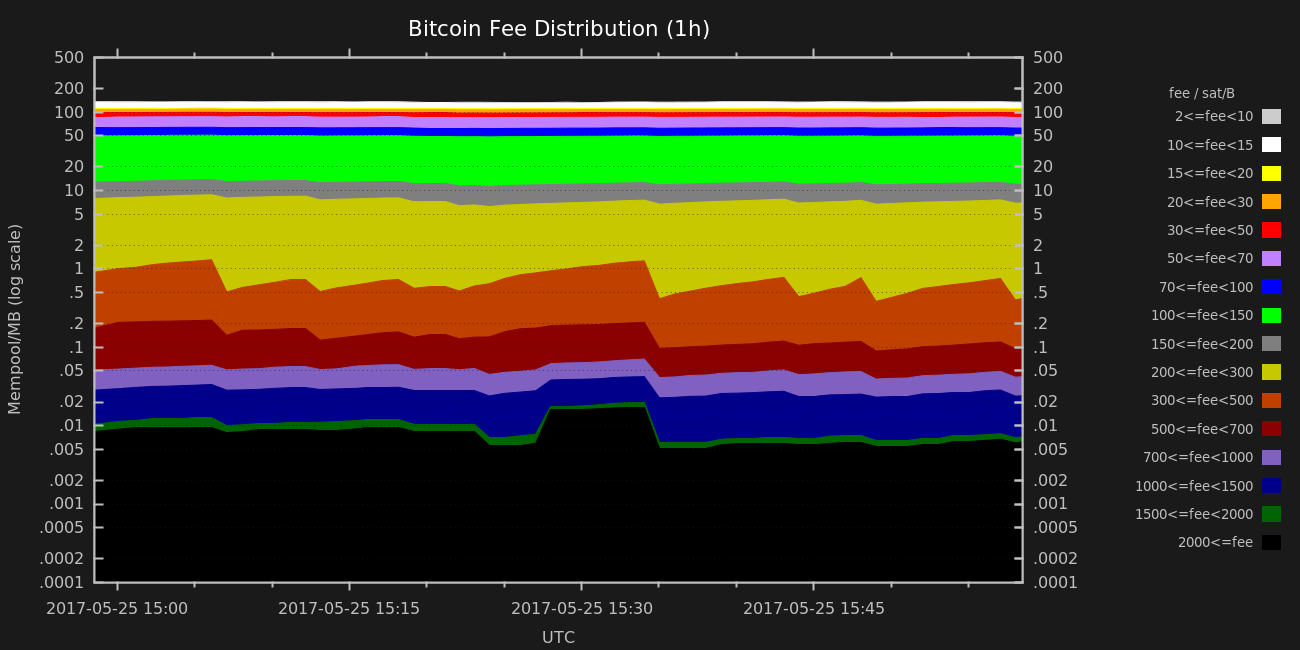 Bitcoin Fee Distribution (1h)
500
200
100
50
20
10
5
2
1
.5
.2
.1
.05
.02
.01
.005
.002
.001
.0005
.0002
.0001
Mempool/MB (log scale)
500
200
100
50
20
10
5
2
1
.5
.2
.1
.05
.02
.01
.005
.002
.001
.0005
.0002
.0001
2017-05-25 15:00
2017-05-25 15:15
2017-05-25 15:30
2017-05-25 15:45
UTC
fee / sat/B
2<=fee<10
10<=fee<15
15<=fee<20
20<=fee<30
30<=fee<50
50<=fee<70
70<=fee<100
100<=fee<150
150<=fee<200
200<=fee<300
300<=fee<500
500<=fee<700
700<=fee<1000
1000<=fee<1500
1500<=fee<2000
2000<=fee